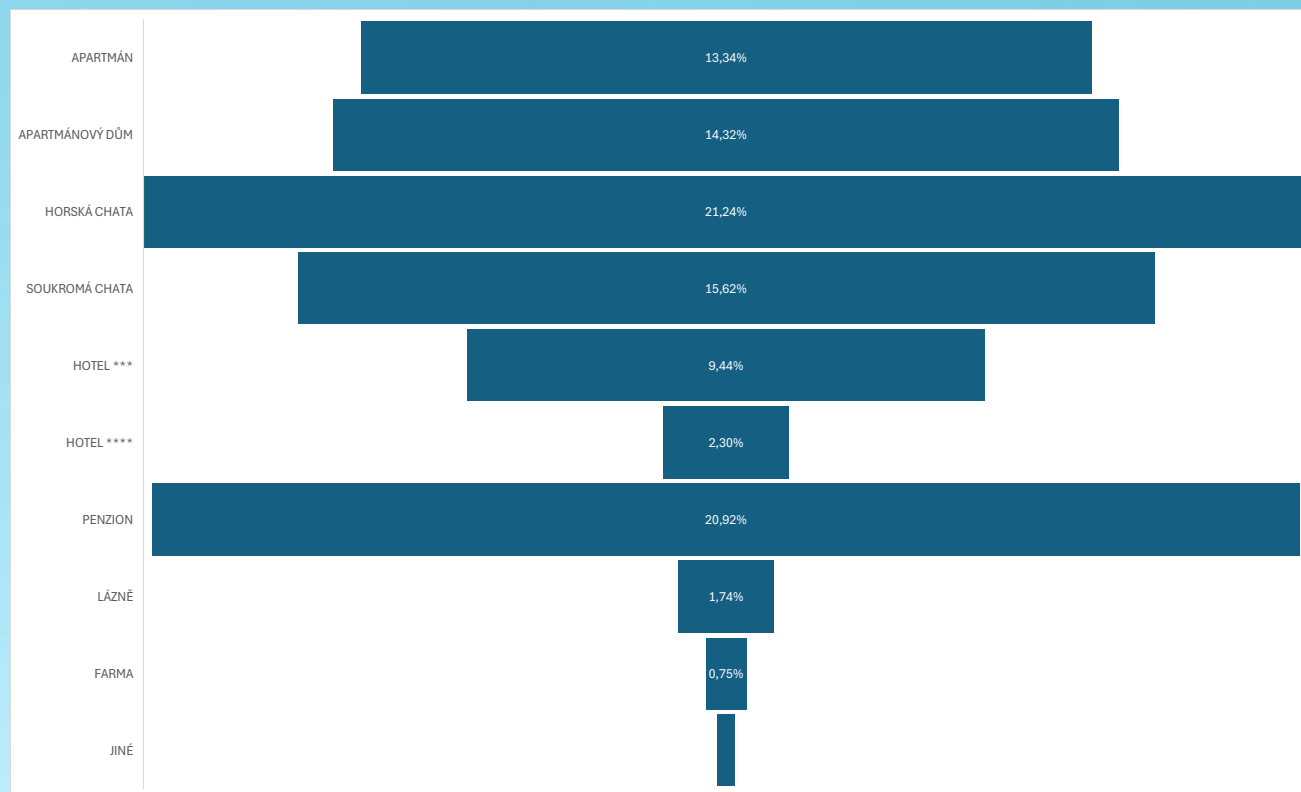 APARTMÁN
13,34%
APARTMÁNOVÝ DŮM
14,32%
HORSKÁ CHATA
21,24%
SOUKROMÁ CHATA
15,62%
HOTEL ***
9,44%
HOTEL ****
2,30%
PENZION
20,92%
LÁZNĚ
1,74%
FARMA
0,75%
JINÉ